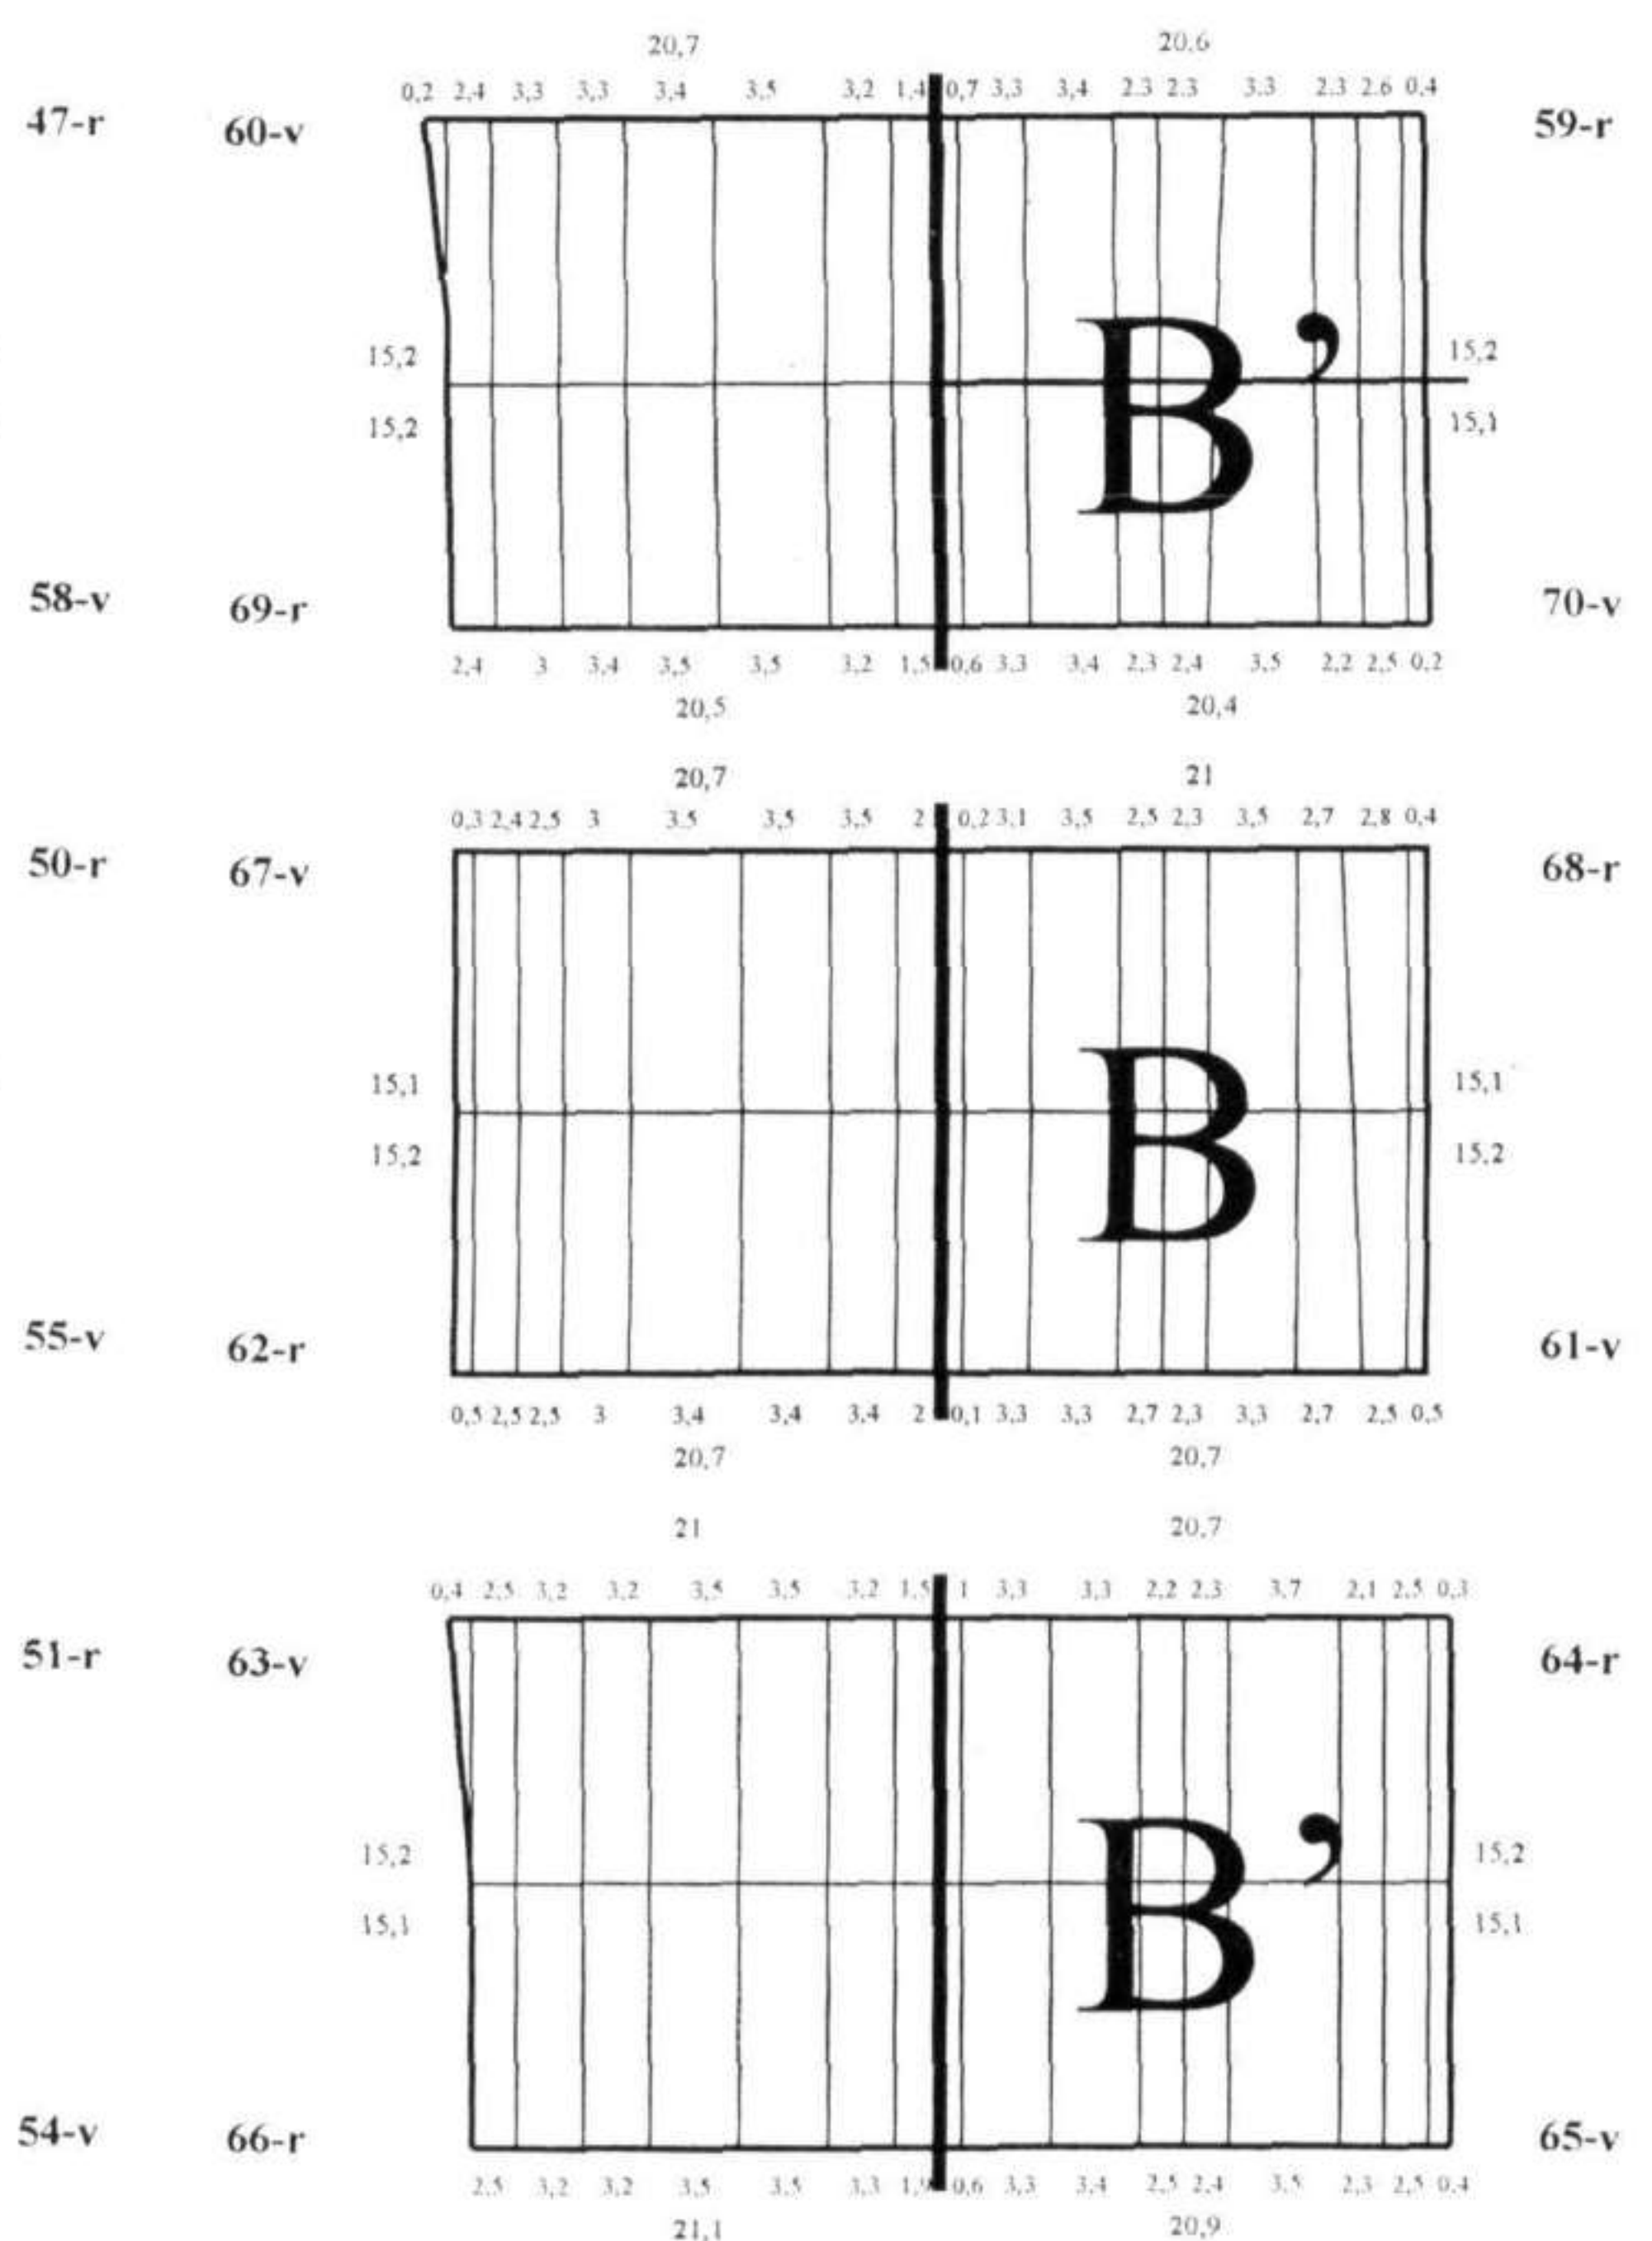 20,7 20,6
0,2 2,4 3,3 3,3 3,4 3,5 3,2 1,4 0,7 3,3 3,4 2.3 2.3 3.3 2.3 2.6 0,4
47-r 60-v 59-r
15,2 B’ 15,2
15,2 15,1
58-v 69-r 70-v
2,4 3 3,4 3,5 3,5 3,2 1,5 0,6 3.3 3,4 2,3 2,4 3,5 2,2 2,5 0,2
20,5 20,4
20,7 21
0,3 2,4 2,5 3 3.5 3,5 3,5 2 0,2 3,1 3,5 2,5 2,3 3,5 2,7 2,8 0,4
50-r 67-v 68-r
15,1 B 15,1
15,2 15,2
55-v 62-r 61-v
0,5 2,5 2,5 3 3,4 3,4 3,4 2 0,1 3,3 3,3 2,7 2,3 3,3 2,7 2,5 0,5
20,7 20,7
21 20,7
0,4 2,5 3,2 3,2 3,5 3,5 3,2 1,5 1 3,3 3,3 2,2 2,3 3,7 2,1 2,5 0,3
51-r 63-v 64-r
15,2 B’ 15,2
15,1 15,1
54-v 66-r 65-v
2,5 3,2 3,2 3,5 3,5 3,3 0,6 3,3 3,4 2,5 2,4 3,5 2,3 2,5 0,4
21,1 20,9